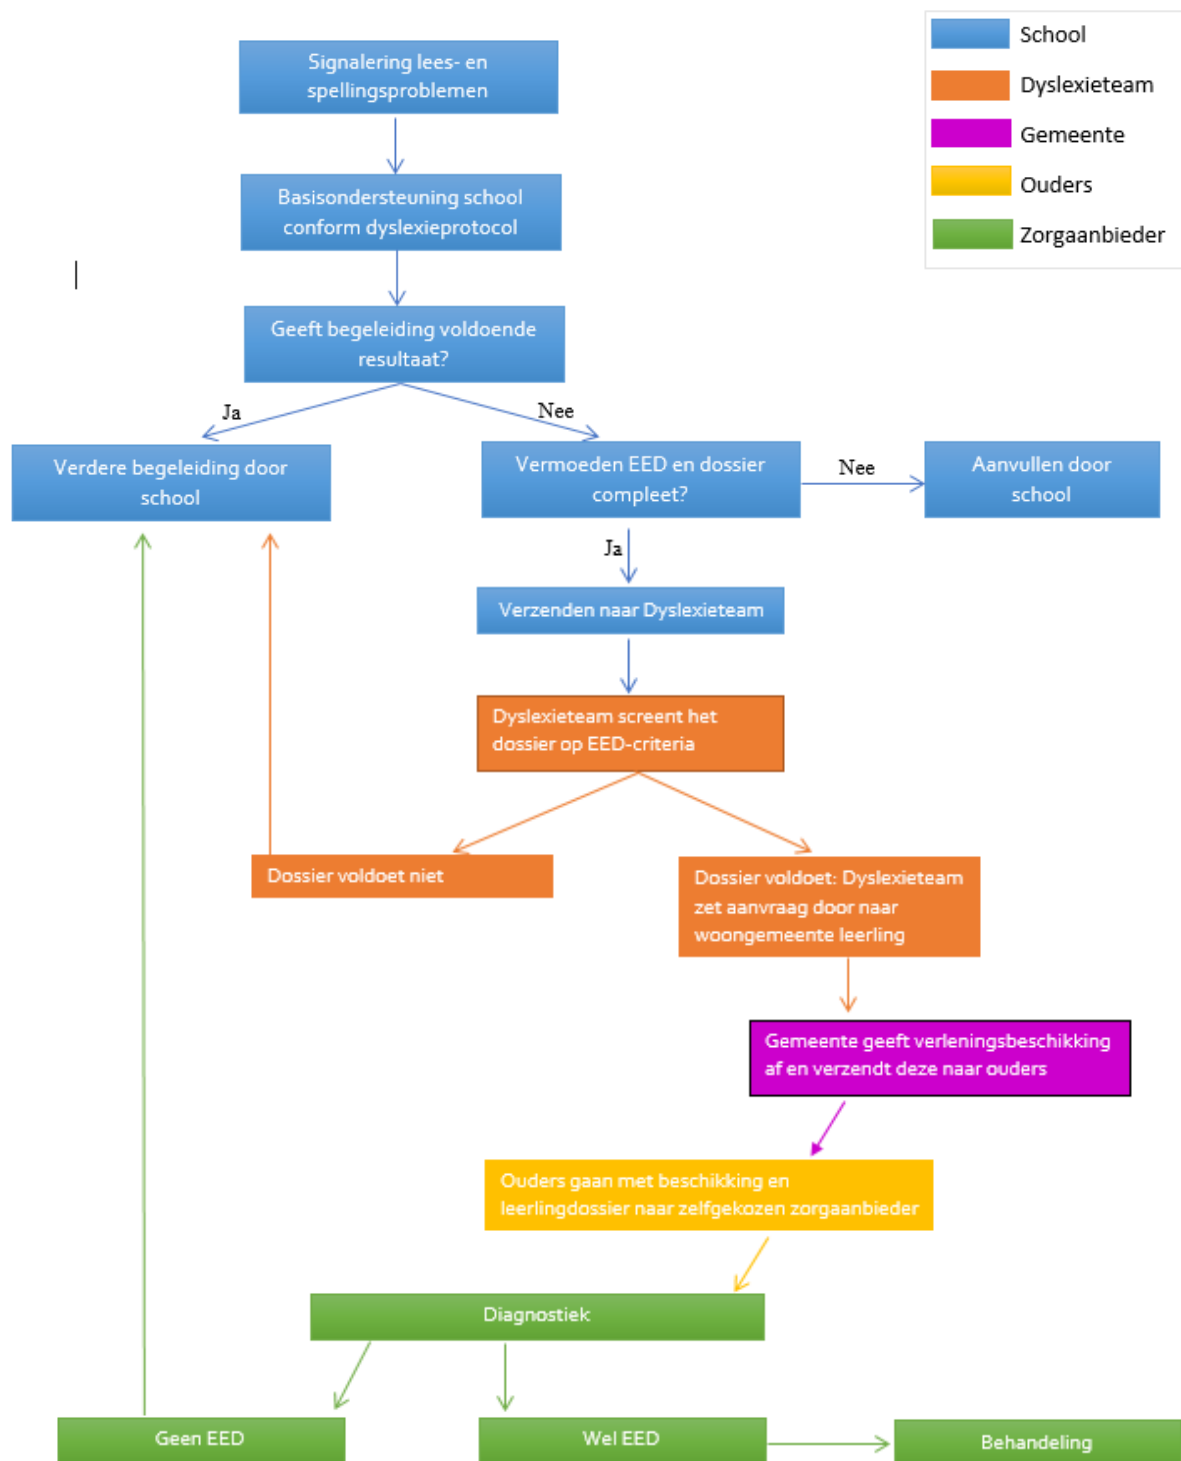 School
Dyslexieteam
Gemeente
Ouders
Zorgaanbieder
Signalering lees- en
spellingsproblemen
Basisondersteuning school
conform dyslexieprotocol
Geeft begeleiding voldoende
resultaat?
Ja
Nee
Verdere begeleiding door
school
Vermoeden EED en dossier
compleet?
Nee
Aanvullen door
school
Ja
Verzenden naar Dyslexieteam
Dyslexieteam screent het
dossier op EED-criteria
Dossier voldoet niet
Dossier voldoet: Dyslexieteam
zet aanvraag door naar
woongemeente leerling
Gemeente geeft verleningsbeschikking
af en verzendt deze naar ouders
Ouders gaan met beschikking en
leerlingdossier naar zelfgekozen zorgaanbieder
Diagnostiek
Geen EED
Wel EED
Behandeling